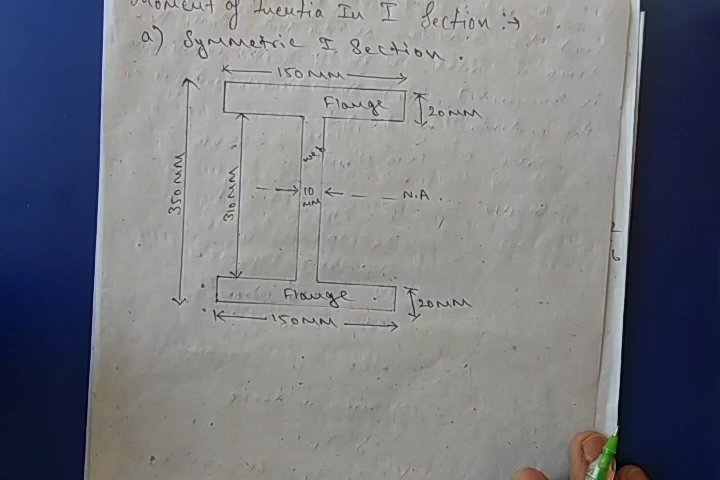 Moment of Inertia In I Section :→
a) Symmetric I Section.
150MM
Flange
20MM
350MM
310MM
Web
10
MM
N.A.
Flange
20MM
150MM